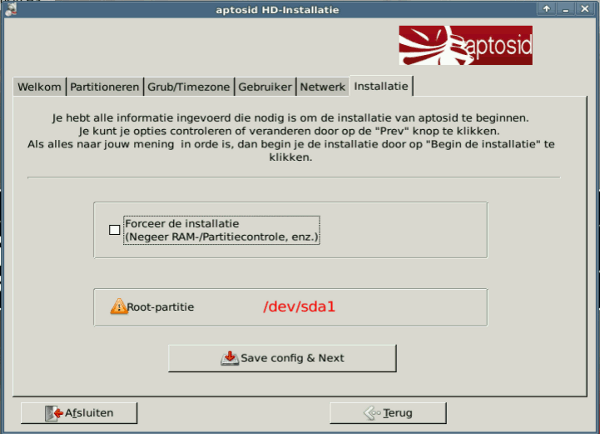 aptosid HD-Installatie
aptosid
Welkom Partitioneren Grub/Timezone Gebruiker Netwerk Installatie
Je hebt alle informatie ingevoerd die nodig is om de installatie van aptosid te beginnen.
Je kunt je opties controleren of veranderen door op de "Prev" knop te klikken.
Als alles naar jouw mening in orde is, dan begin je de installatie door op "Begin de installatie" te
klikken.
Forceer de installatie
(Negeer RAM-/Partitiecontrole, enz.)
Root-partitie /dev/sda1
Save config & Next
Afsluiten Terug